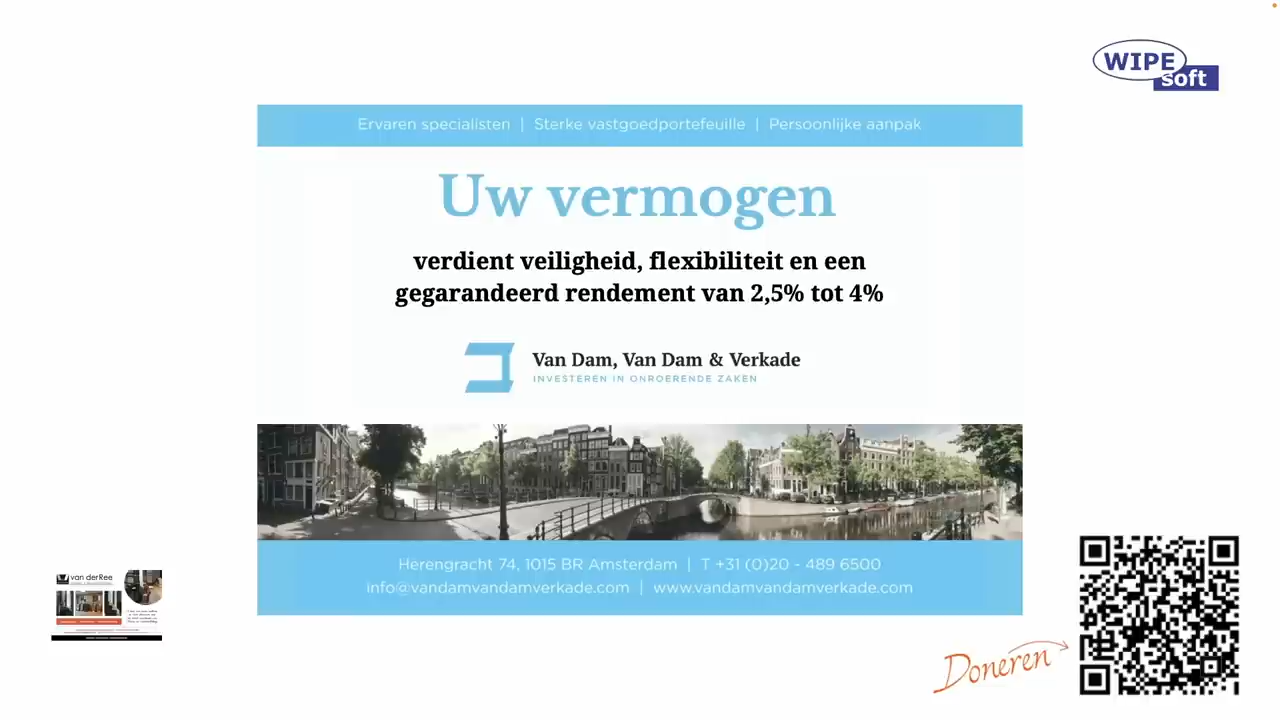 WIPE
soft
Ervaren specialisten | Sterke vastgoedportefeuille | Persoonlijke aanpak
Uw vermogen
verdient veiligheid, flexibiliteit en een
gegarandeerd rendement van 2,5% tot 4%
Van Dam, Van Dam & Verkade
INVESTEREN IN ONROERENDE ZAKEN
Herengracht 74, 1015 BR Amsterdam | T +31 (0)20 - 489 6500
info@vandamvandamverkade.com | www.vandamvandamverkade.com
van derRee
Doneren